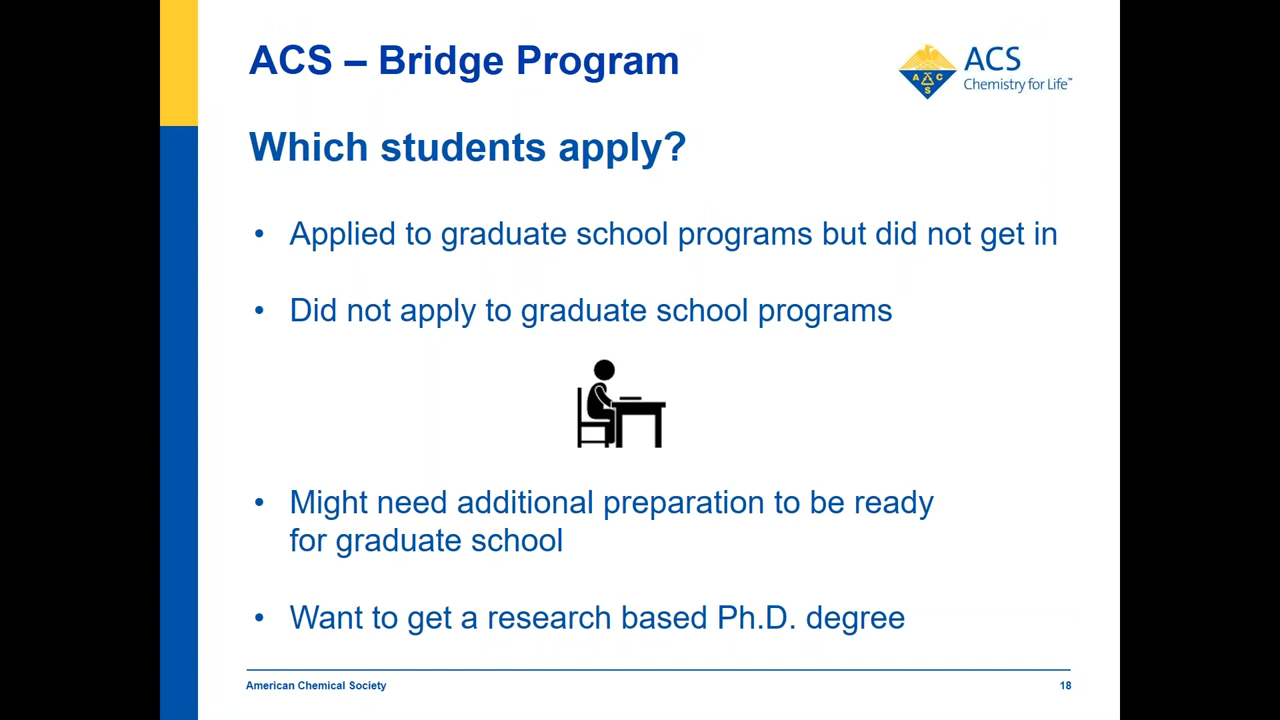 ACS – Bridge Program
ACS
Chemistry for Life™
A C
S
Which students apply?
• Applied to graduate school programs but did not get in
• Did not apply to graduate school programs
• Might need additional preparation to be ready
for graduate school
• Want to get a research based Ph.D. degree
American Chemical Society
18